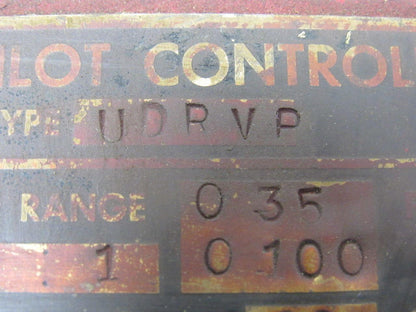 ILOT CONTROL
YPE UDRVP
RANGE 0 35
1 0 100